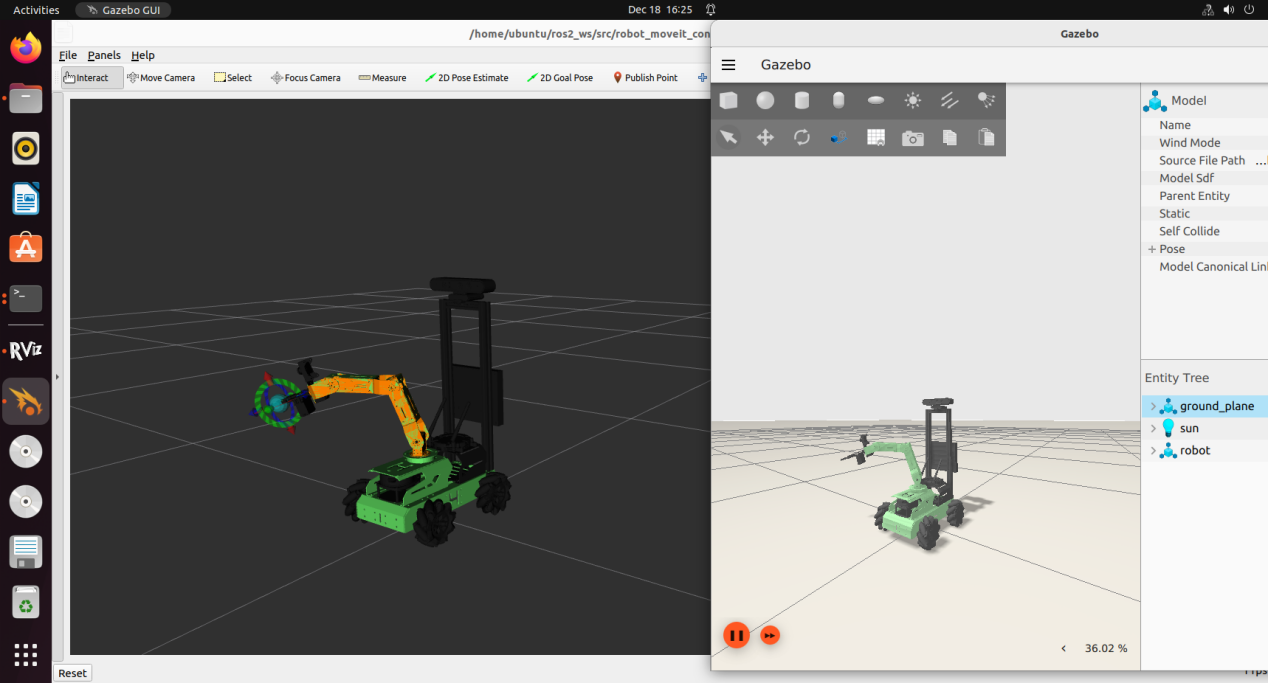 Activities Gazebo GUI Dec 18 16:25
/home/ubuntu/ros2_ws/src/robot_moveit_con
Gazebo
File Panels Help
Interact Move Camera Select Focus Camera Measure 2D Pose Estimate 2D Goal Pose Publish Point
Gazebo
Model
Name
Wind Mode
Source File Path ...
Model Sdf
Parent Entity
Static
Self Collide
+ Pose
Model Canonical Lin
Entity Tree
ground_plane
sun
robot
>_
RViz
36.02 %
Reset